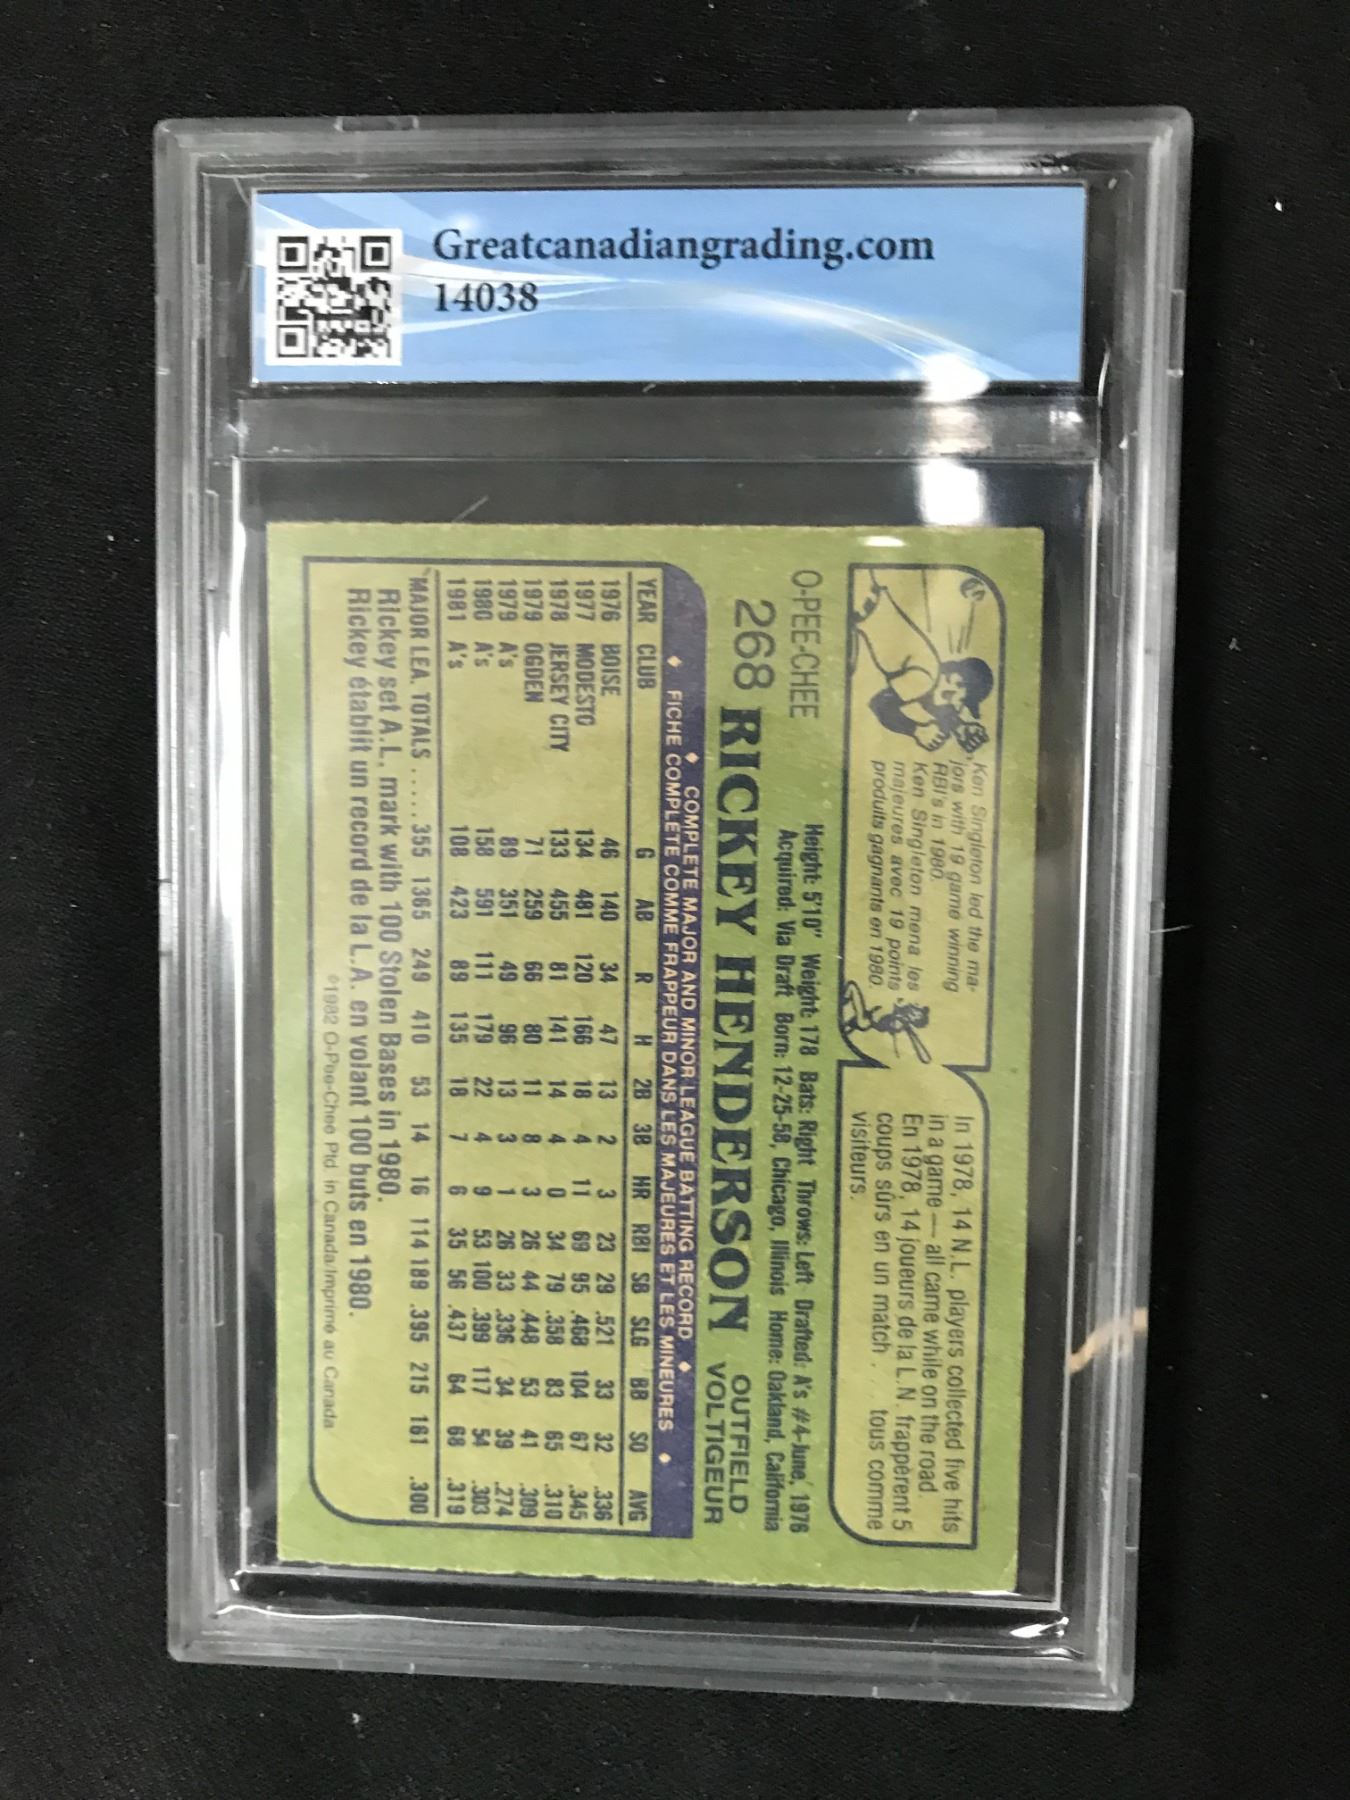 Greatcanadiangrading.com
14038
Ken Singleton led the ma-
jors with 19 game winning
RBI's in 1980.
Ken Singleton mena les
majeures avec 19 points
produits gagnants en 1980.
In 1978, 14 N.L. players collected five hits
in a game — all came while on the road.
En 1978, 14 joueurs de la L.N. frappèrent 5
coups sûrs en un match . . . tous comme
visiteurs.
O-PEE-CHEE
Height: 5'10" Weight: 178 Bats: Right Throws: Left Drafted: A's #4-June, 1976
Acquired: Via Draft Born: 12-25-58, Chicago, Illinois Home: Oakland, California
268 RICKEY HENDERSON OUTFIELD
VOLTIGEUR
♦ COMPLETE MAJOR AND MINOR LEAGUE BATTING RECORD ♦
♦ FICHE COMPLETE COMME FRAPPEUR DANS LES MAJEURES ET LES MINEURES ♦
YEAR CLUB G AB R H 2B 3B HR RBI SB SLG BB SO AVG
1976 BOISE 46 140 34 47 13 2 3 23 29 .521 33 32 .336
1977 MODESTO 134 481 120 166 18 4 11 69 95 .468 104 67 .345
1978 JERSEY CITY 133 455 81 141 14 4 0 34 79 .358 83 65 .310
1979 OGDEN 71 259 66 80 11 8 3 26 44 .448 53 41 .309
1979 A's 89 351 49 96 13 3 1 26 33 .336 34 39 .274
1980 A's 158 591 111 179 22 4 9 53 100 .399 117 54 .303
1981 A's 108 423 89 135 18 7 6 35 56 .437 64 68 .319
MAJOR LEA. TOTALS ..... 355 1365 249 410 53 14 16 114 189 .395 215 161 .300
Rickey set A.L. mark with 100 Stolen Bases in 1980.
Rickey établit un record de la L.A. en volant 100 buts en 1980.
©1982 O-Pee-Chee Ptd. in Canada/Imprimé au Canada